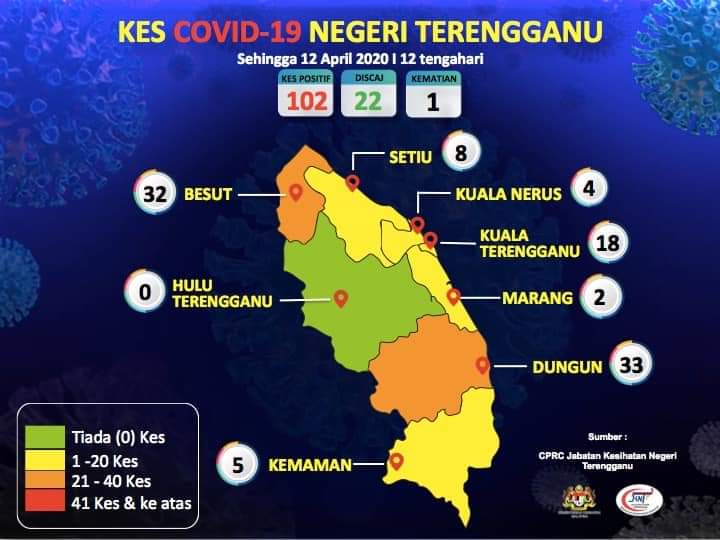 KES COVID-19 NEGERI TERENGGANU
Sehingga 12 April 2020 I 12 tengahari
KES POSITIF
102
DISCAJ
22
KEMATIAN
1
SETIU 8
32 BESUT
KUALA NERUS 4
KUALA
TERENGGANU 18
0 HULU
TERENGGANU
MARANG 2
DUNGUN 33
5 KEMAMAN
Tiada (0) Kes
1 -20 Kes
21 - 40 Kes
41 Kes & ke atas
Sumber :
CPRC Jabatan Kesihatan Negeri
Terengganu